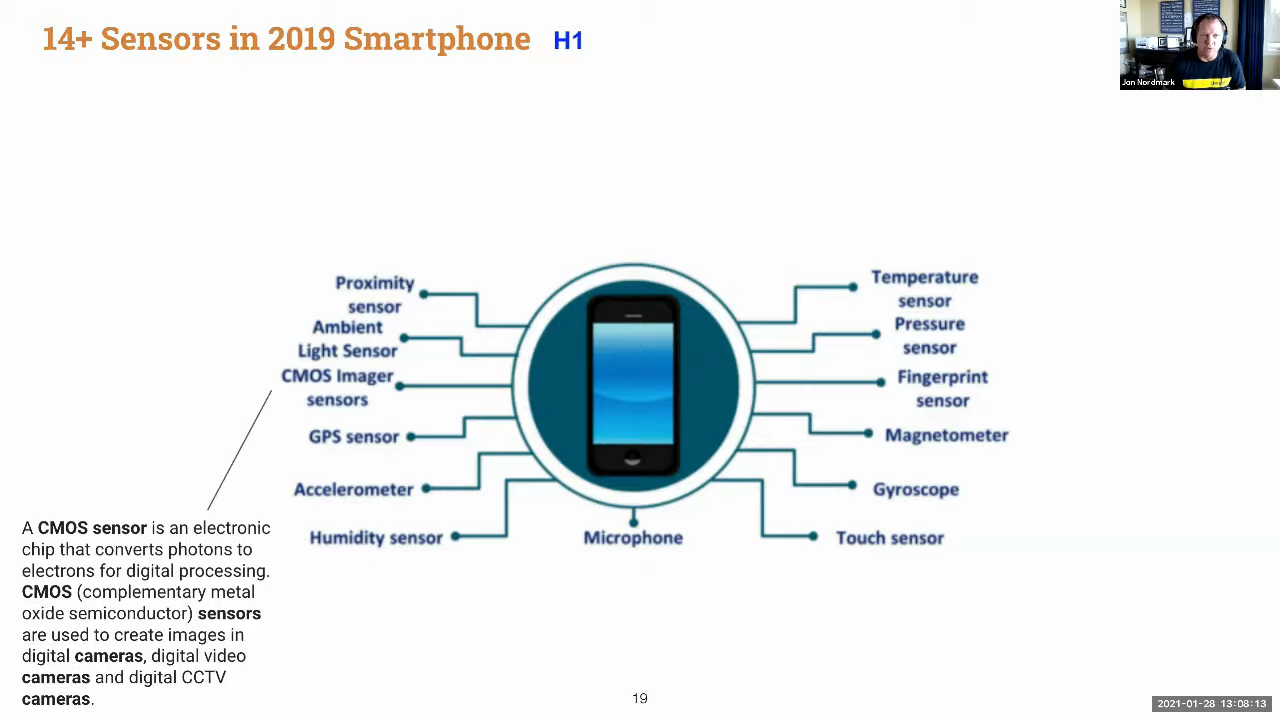 14+ Sensors in 2019 Smartphone H1
Jon Nordmark
Proximity
sensor
Ambient
Light Sensor
CMOS Imager
sensors
GPS sensor
Accelerometer
Humidity sensor
Microphone
Temperature
sensor
Pressure
sensor
Fingerprint
sensor
Magnetometer
Gyroscope
Touch sensor
A CMOS sensor is an electronic
chip that converts photons to
electrons for digital processing.
CMOS (complementary metal
oxide semiconductor) sensors
are used to create images in
digital cameras, digital video
cameras and digital CCTV
cameras.
19
2021-01-28 13:08:13